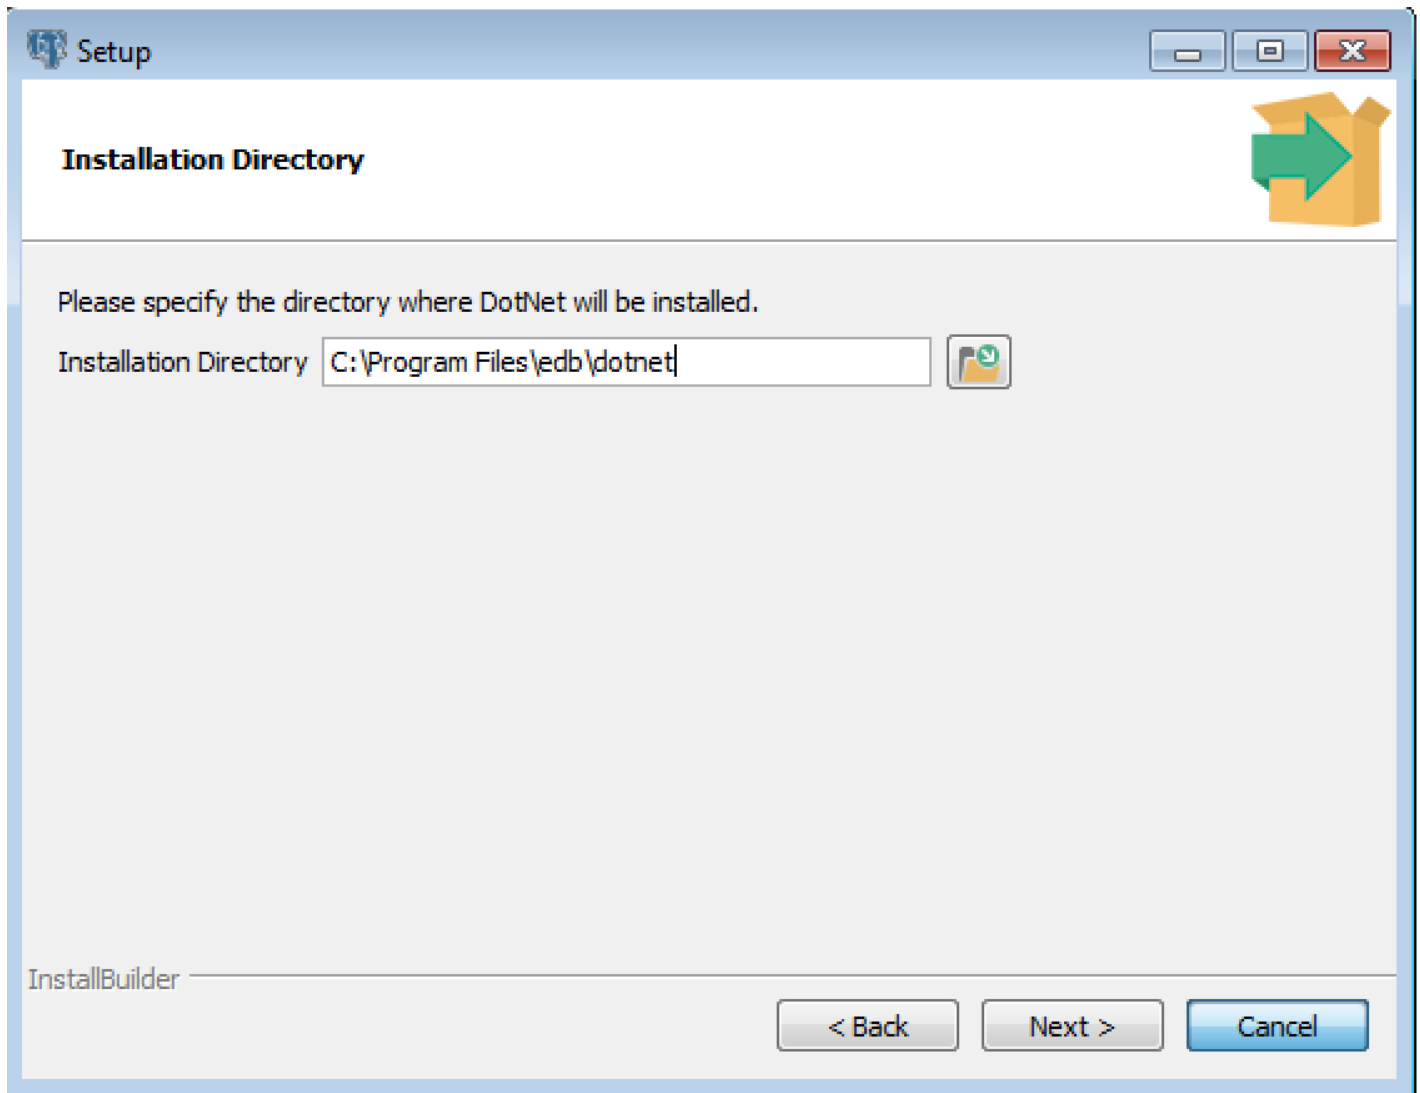 Setup
Installation Directory
Please specify the directory where DotNet will be installed.
Installation Directory C:\Program Files\edb\dotnet
InstallBuilder
< Back Next > Cancel